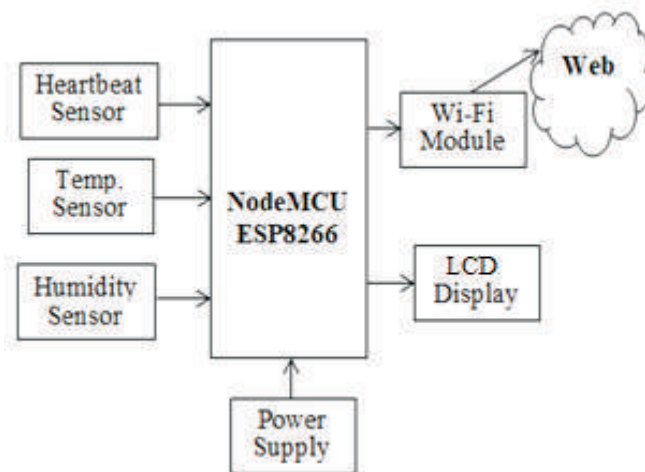 Heartbeat
Sensor
Temp.
Sensor
Humidity
Sensor
NodeMCU
ESP8266
Power
Supply
Wi-Fi
Module
Web
LCD
Display